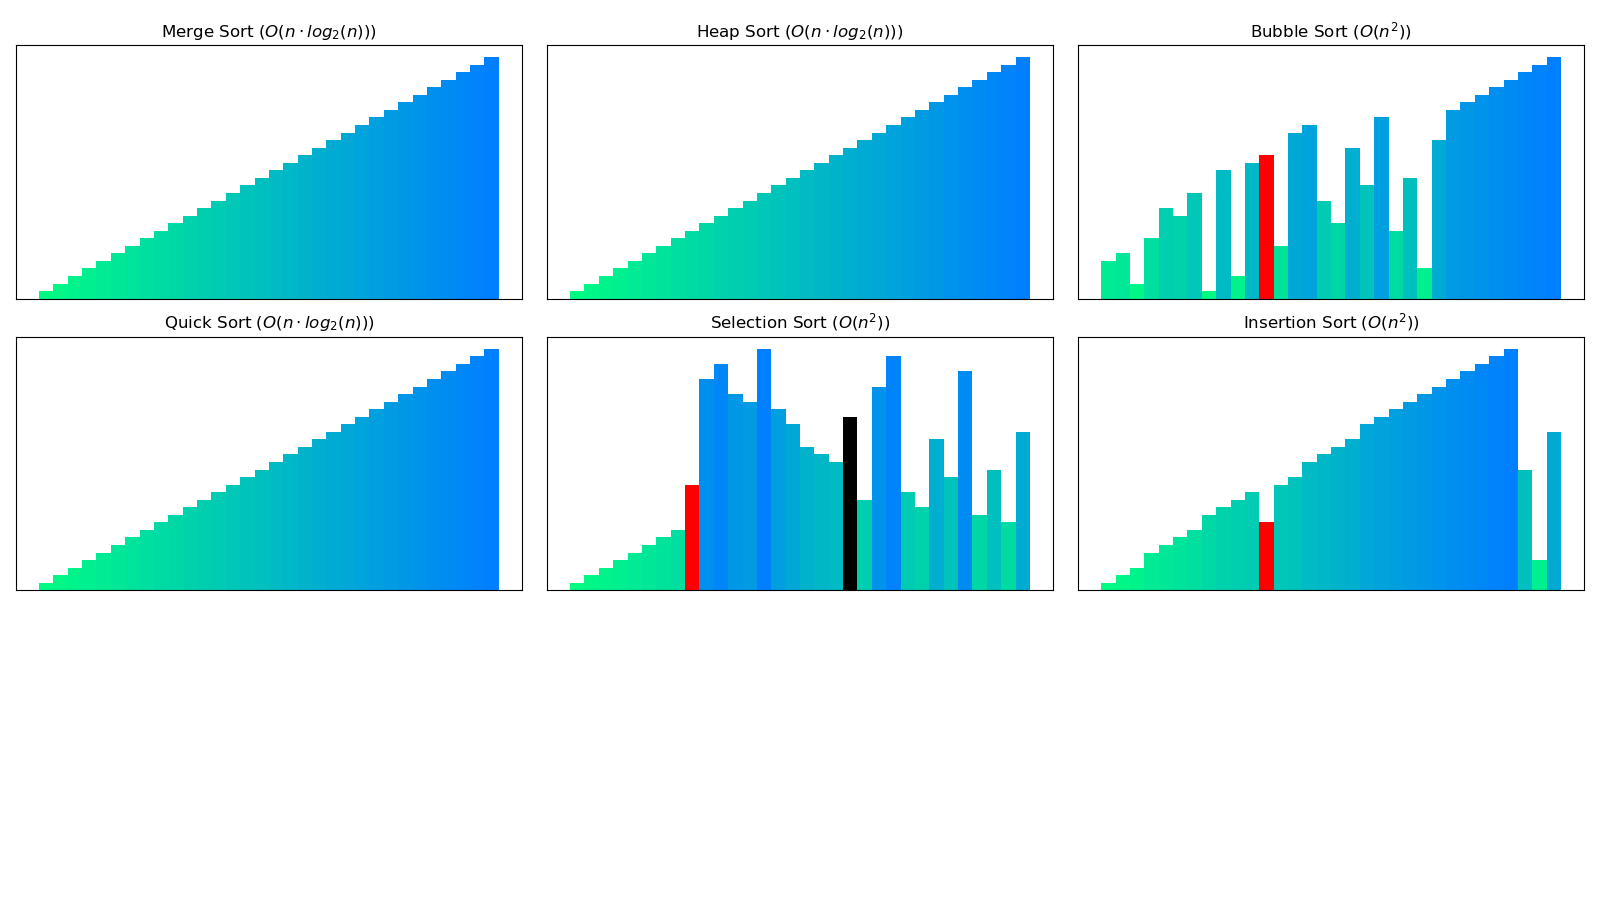 Merge Sort (O(n · log₂(n)))
Heap Sort (O(n · log₂(n)))
Bubble Sort (O(n²))
Quick Sort (O(n · log₂(n)))
Selection Sort (O(n²))
Insertion Sort (O(n²))